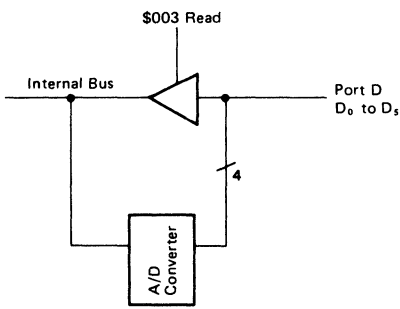 $003 Read
Internal Bus
Port D
D₀ to D₅
4
A/D
Converter